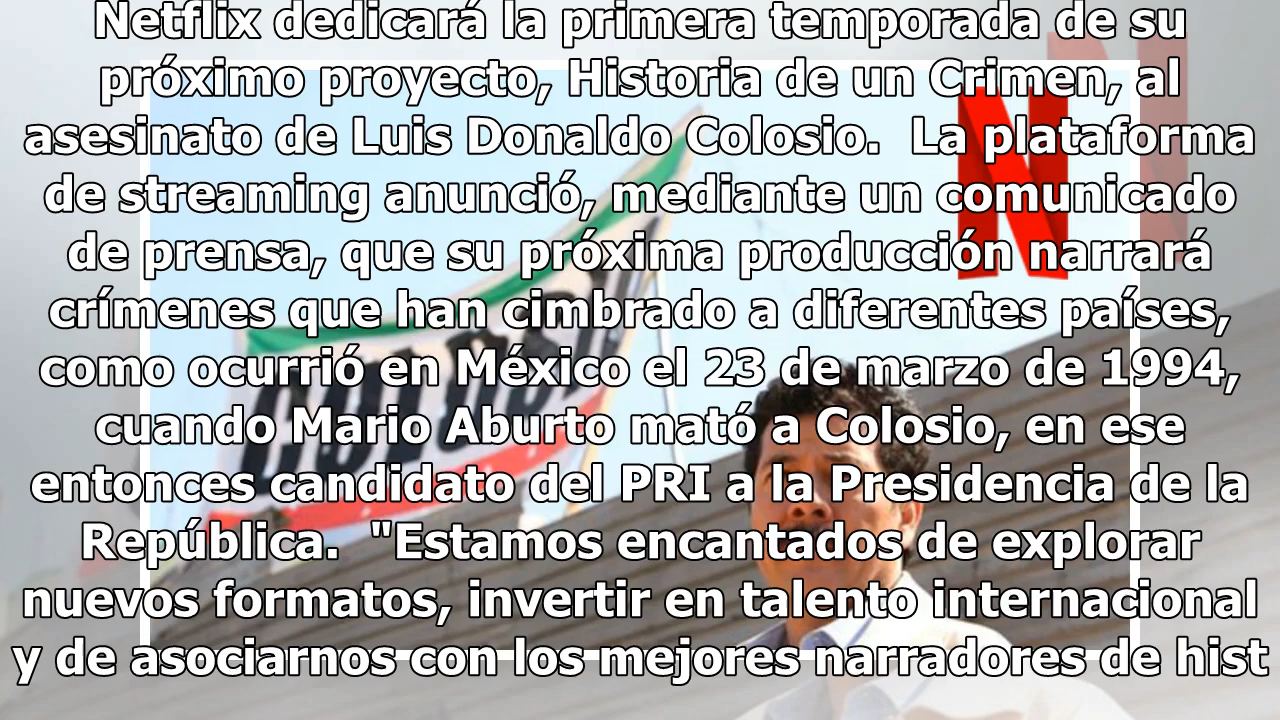 Netflix dedicará la primera temporada de su
próximo proyecto, Historia de un Crimen, al
asesinato de Luis Donaldo Colosio.  La plataforma
de streaming anunció, mediante un comunicado
de prensa, que su próxima producción narrará
crímenes que han cimbrado a diferentes países,
como ocurrió en México el 23 de marzo de 1994,
cuando Mario Aburto mató a Colosio, en ese
entonces candidato del PRI a la Presidencia de la
República.  "Estamos encantados de explorar
nuevos formatos, invertir en talento internacional
y de asociarnos con los mejores narradores de hist
N
COLOSIO